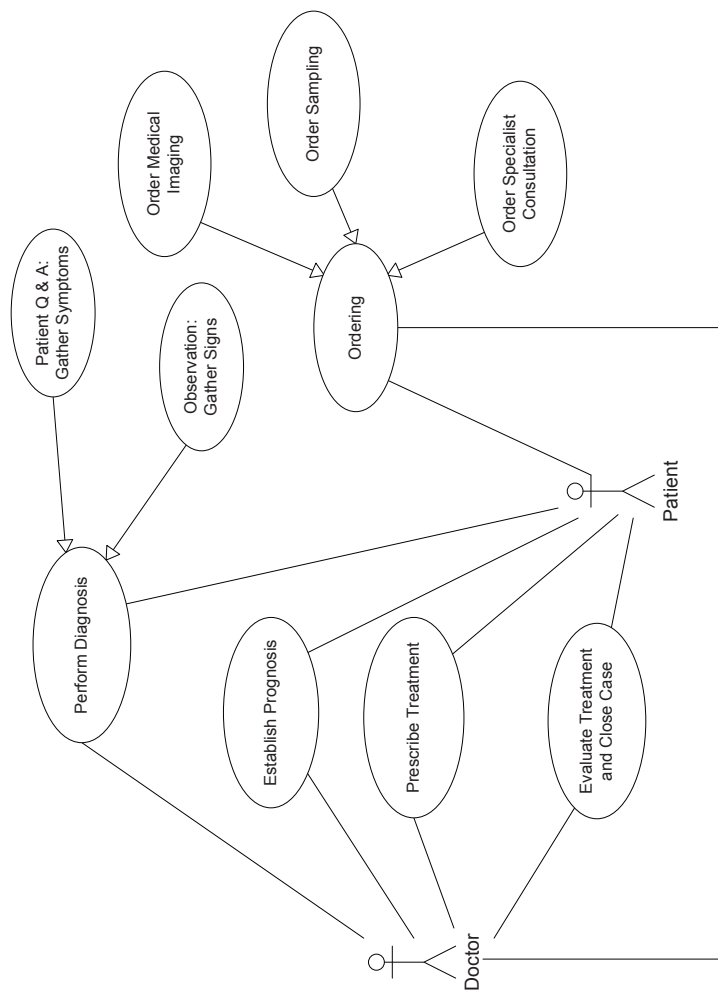 Patient Q & A:
Gather Symptoms
Order Medical
Imaging
Observation:
Gather Signs
Order Sampling
Perform Diagnosis
Ordering
Order Specialist
Consultation
Establish Prognosis
Prescribe Treatment
Evaluate Treatment
and Close Case
Doctor
Patient